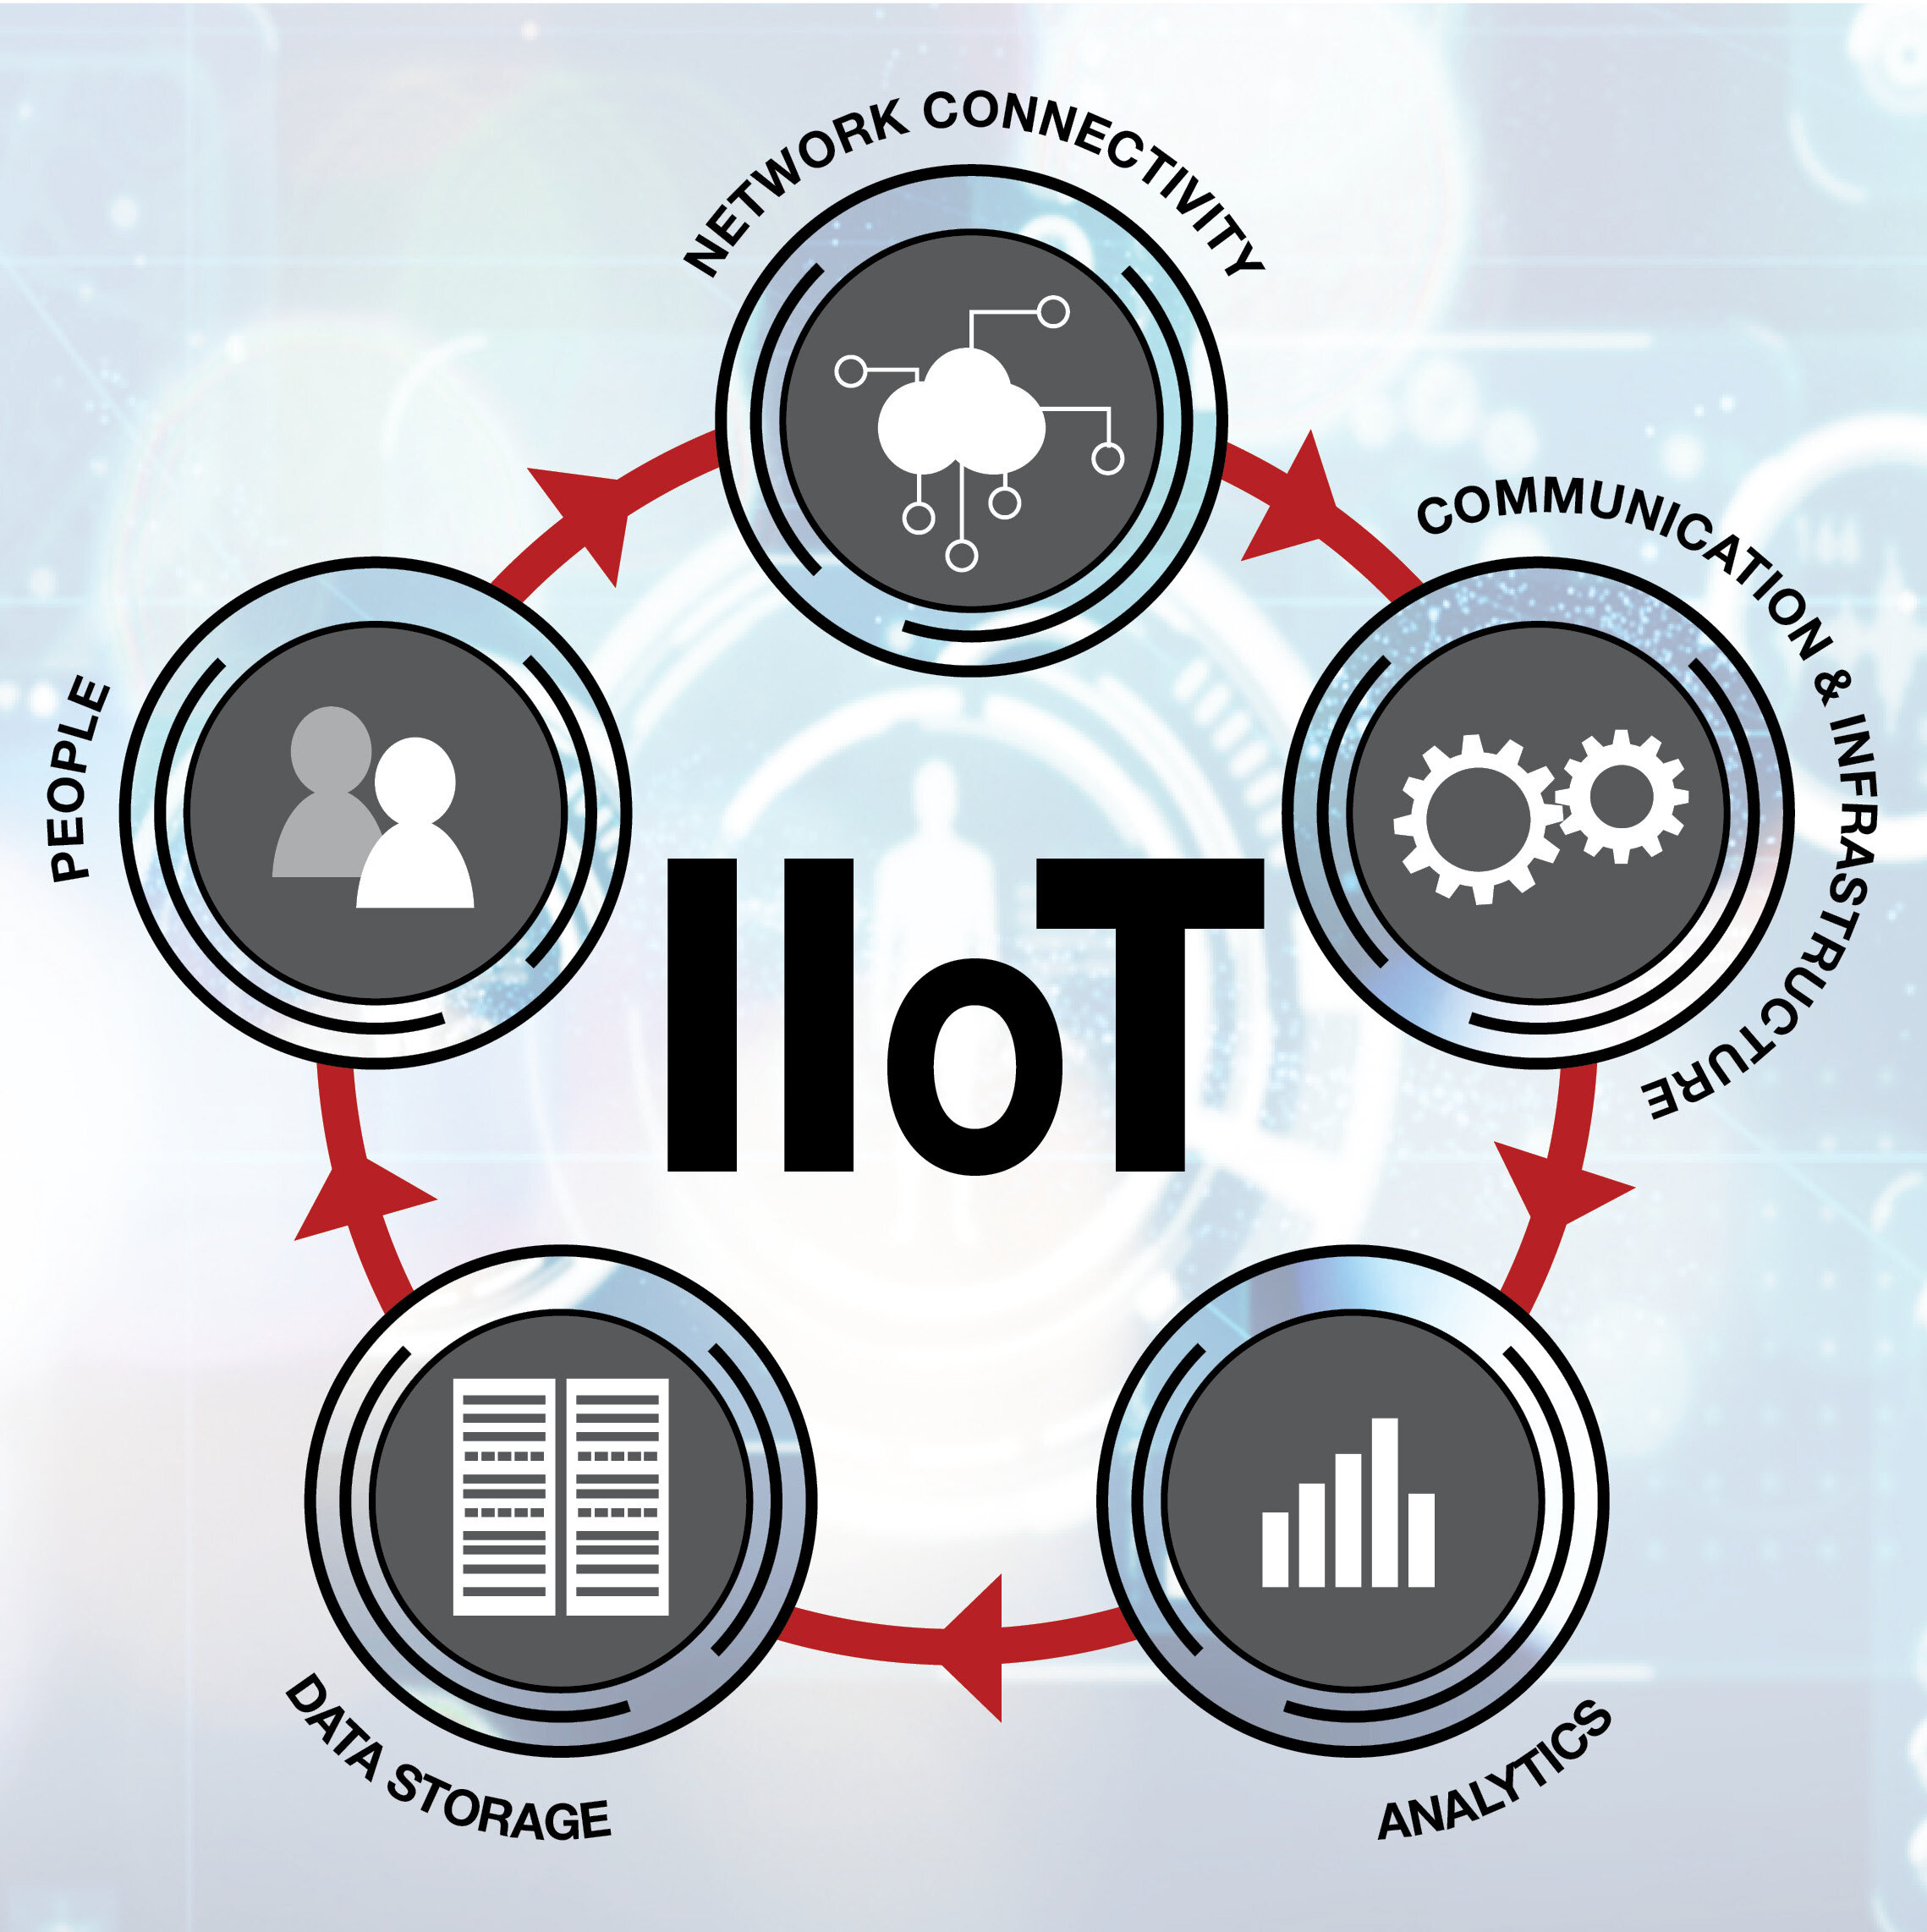 NETWORK CONNECTIVITY
COMMUNICATION & INFRASTRUCTURE
PEOPLE
IIoT
DATA STORAGE
ANALYTICS